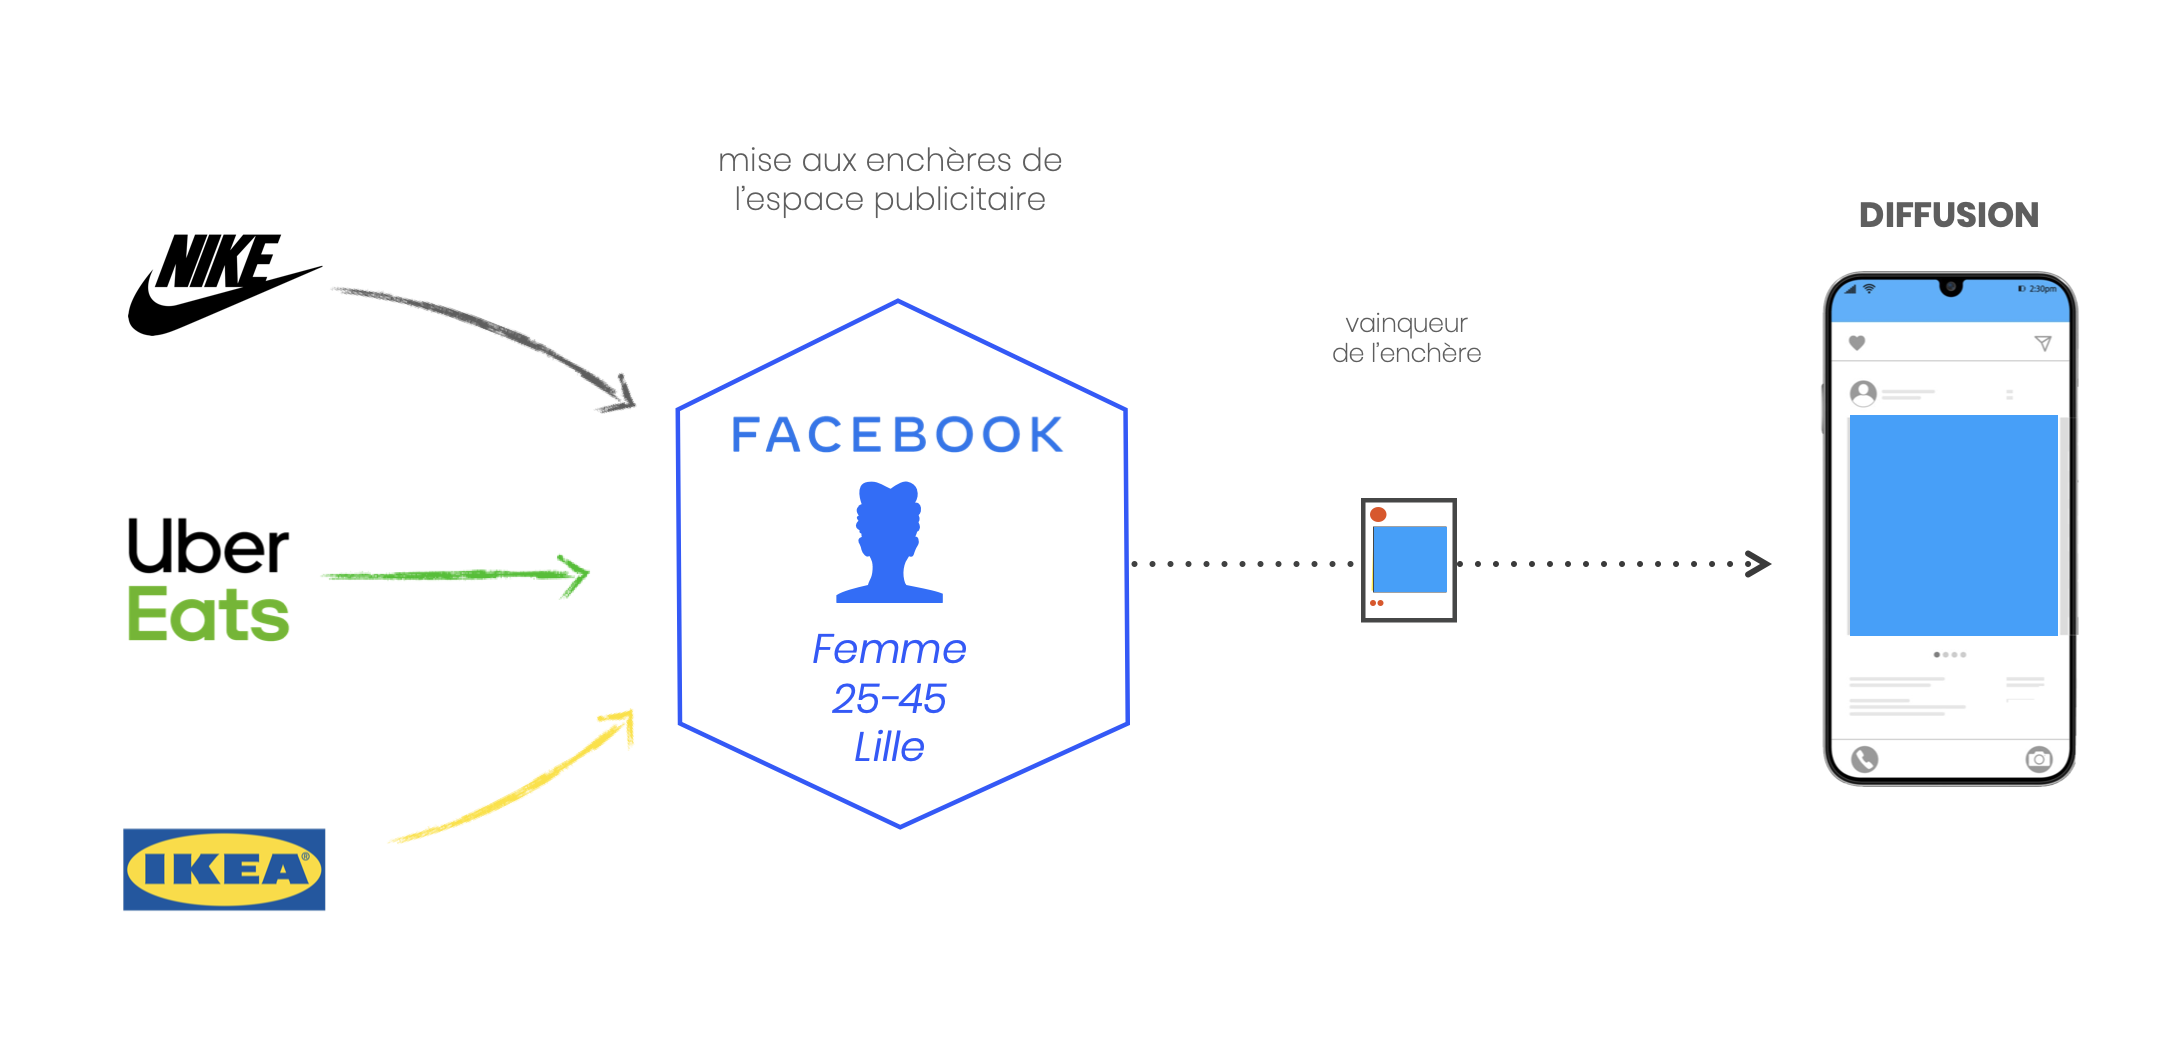 mise aux enchères de
l'espace publicitaire
DIFFUSION
NIKE
2:30pm
vainqueur
de l'enchère
FACEBOOK
Uber
Eats
Femme
25-45
Lille
IKEA®